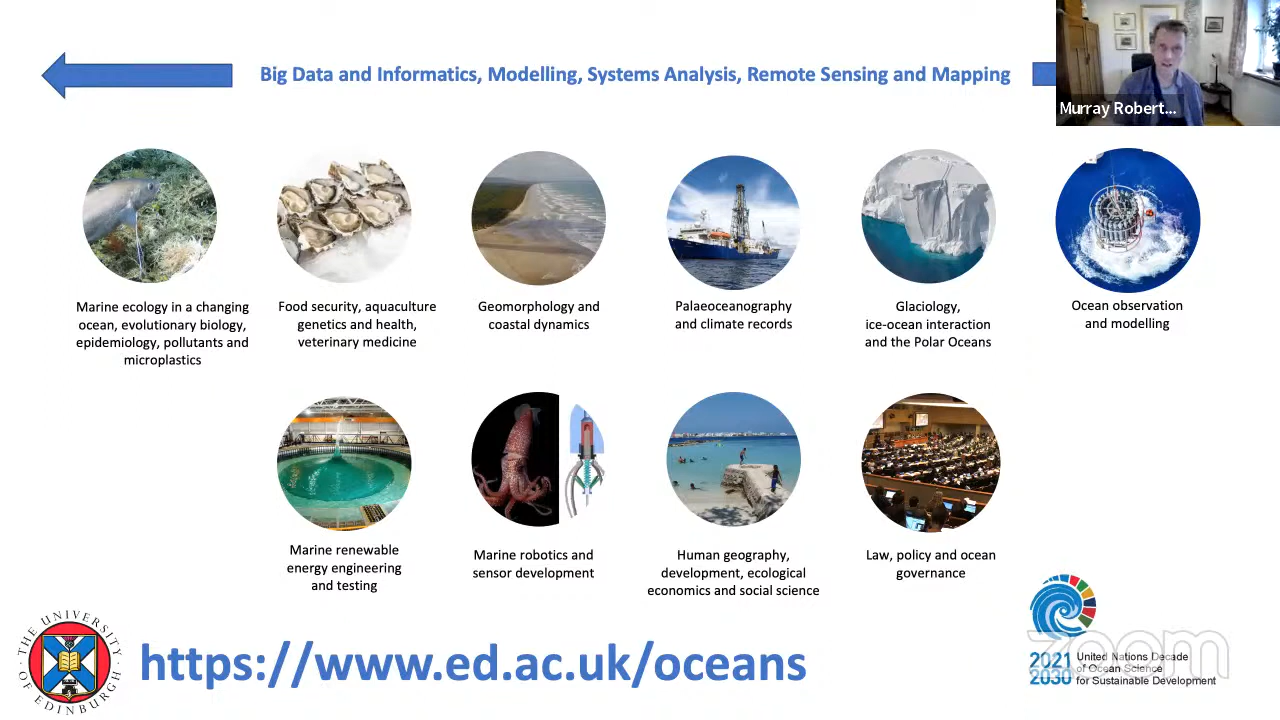 Big Data and Informatics, Modelling, Systems Analysis, Remote Sensing and Mapping
Murray Robert...
Marine ecology in a changing
ocean, evolutionary biology,
epidemiology, pollutants and
microplastics
Food security, aquaculture
genetics and health,
veterinary medicine
Geomorphology and
coastal dynamics
Palaeoceanography
and climate records
Glaciology,
ice-ocean interaction
and the Polar Oceans
Ocean observation
and modelling
Marine renewable
energy engineering
and testing
Marine robotics and
sensor development
Human geography,
development, ecological
economics and social science
Law, policy and ocean
governance
THE UNIVERSITY
OF EDINBURGH
https://www.ed.ac.uk/oceans
zoom
2021
2030
United Nations Decade
of Ocean Science
for Sustainable Development